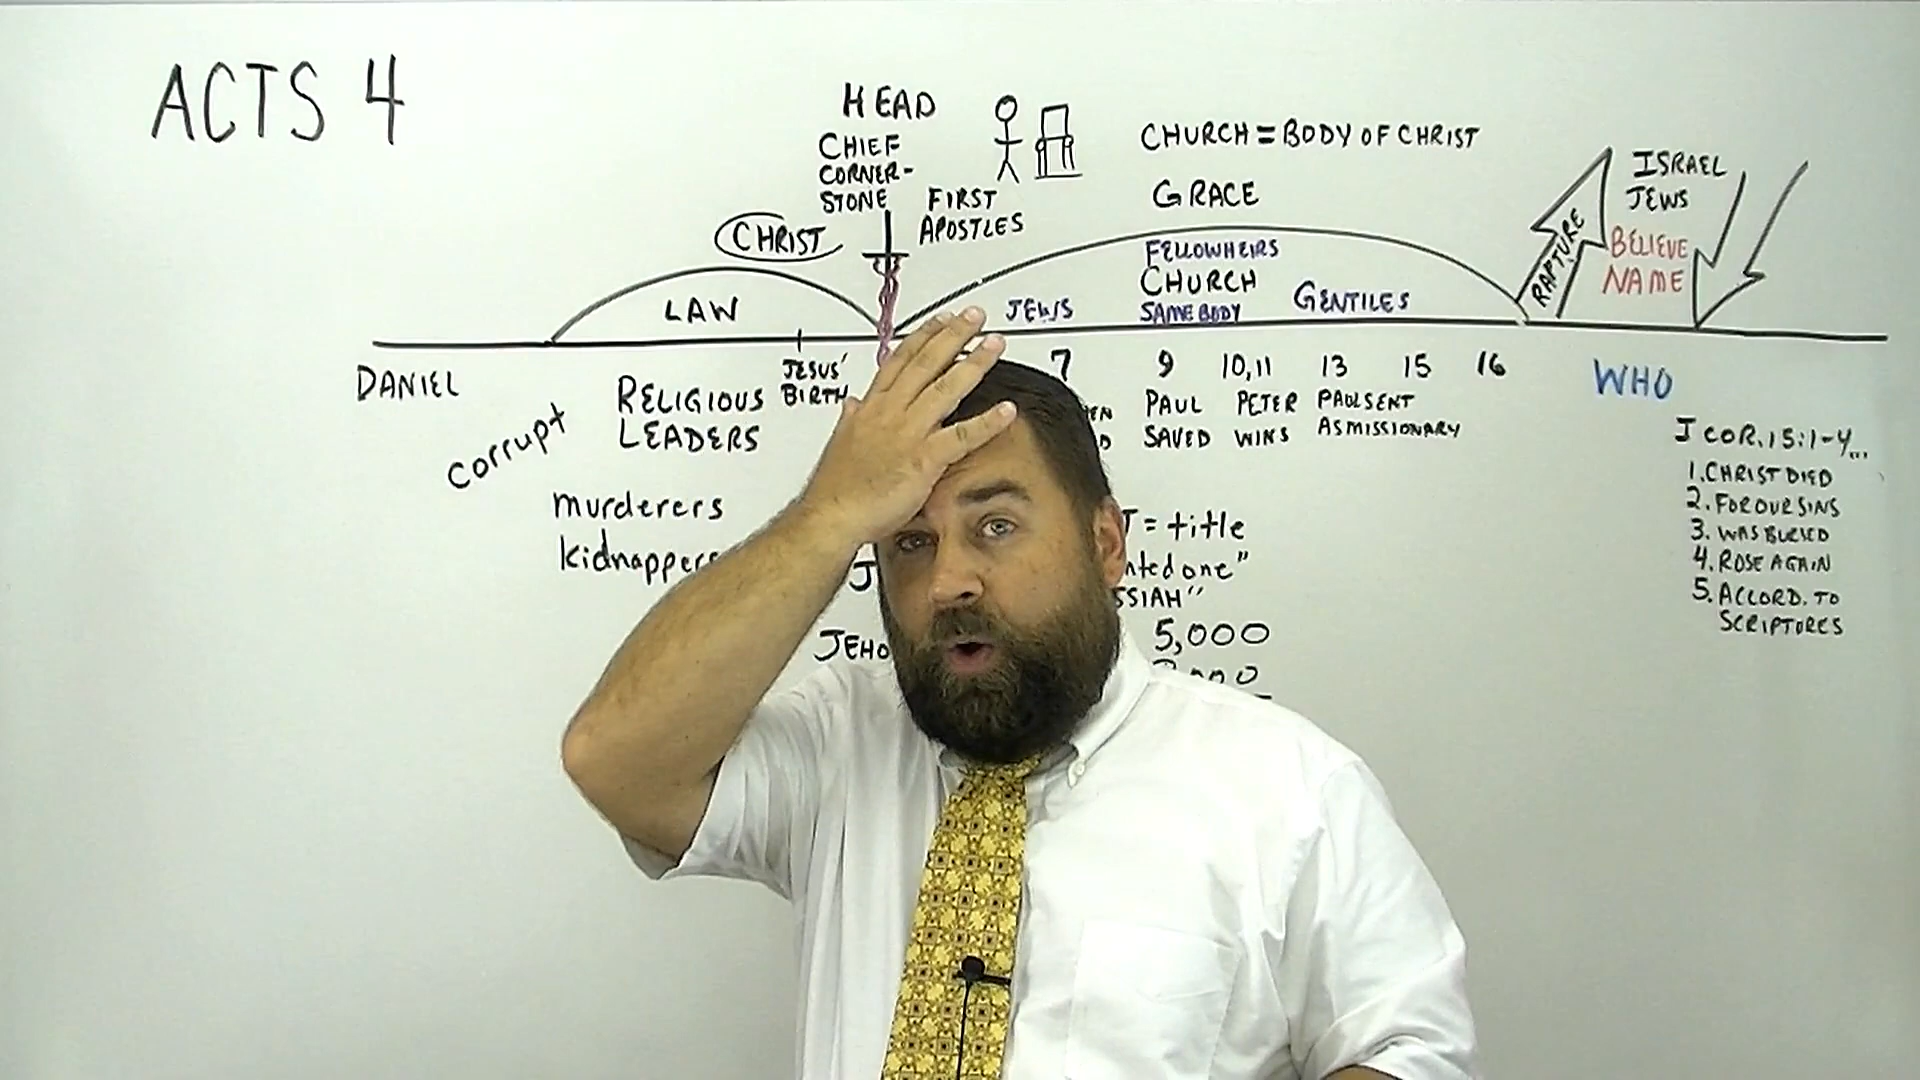 ACTS 4
HEAD
CHIEF
CORNER-
STONE
FIRST
APOSTLES
CHRIST
LAW
CHURCH = BODY OF CHRIST
GRACE
FELLOWHEIRS
CHURCH
SAME BODY
JEWS
GENTILES
RAPTURE
ISRAEL
JEWS
BELIEVE
NAME
DANIEL
corrupt
RELIGIOUS
LEADERS
murderers
kidnappers
JESUS'
BIRTH
7
9
PAUL
SAVED
10,11
PETER
WINS
13
PAUL SENT
AS MISSIONARY
15
16
WHO
= title
one"
5,000
I COR. 15:1-4...
1. CHRIST DIED
2. FOR OUR SINS
3. WAS BURIED
4. ROSE AGAIN
5. ACCORD. TO
SCRIPTURES